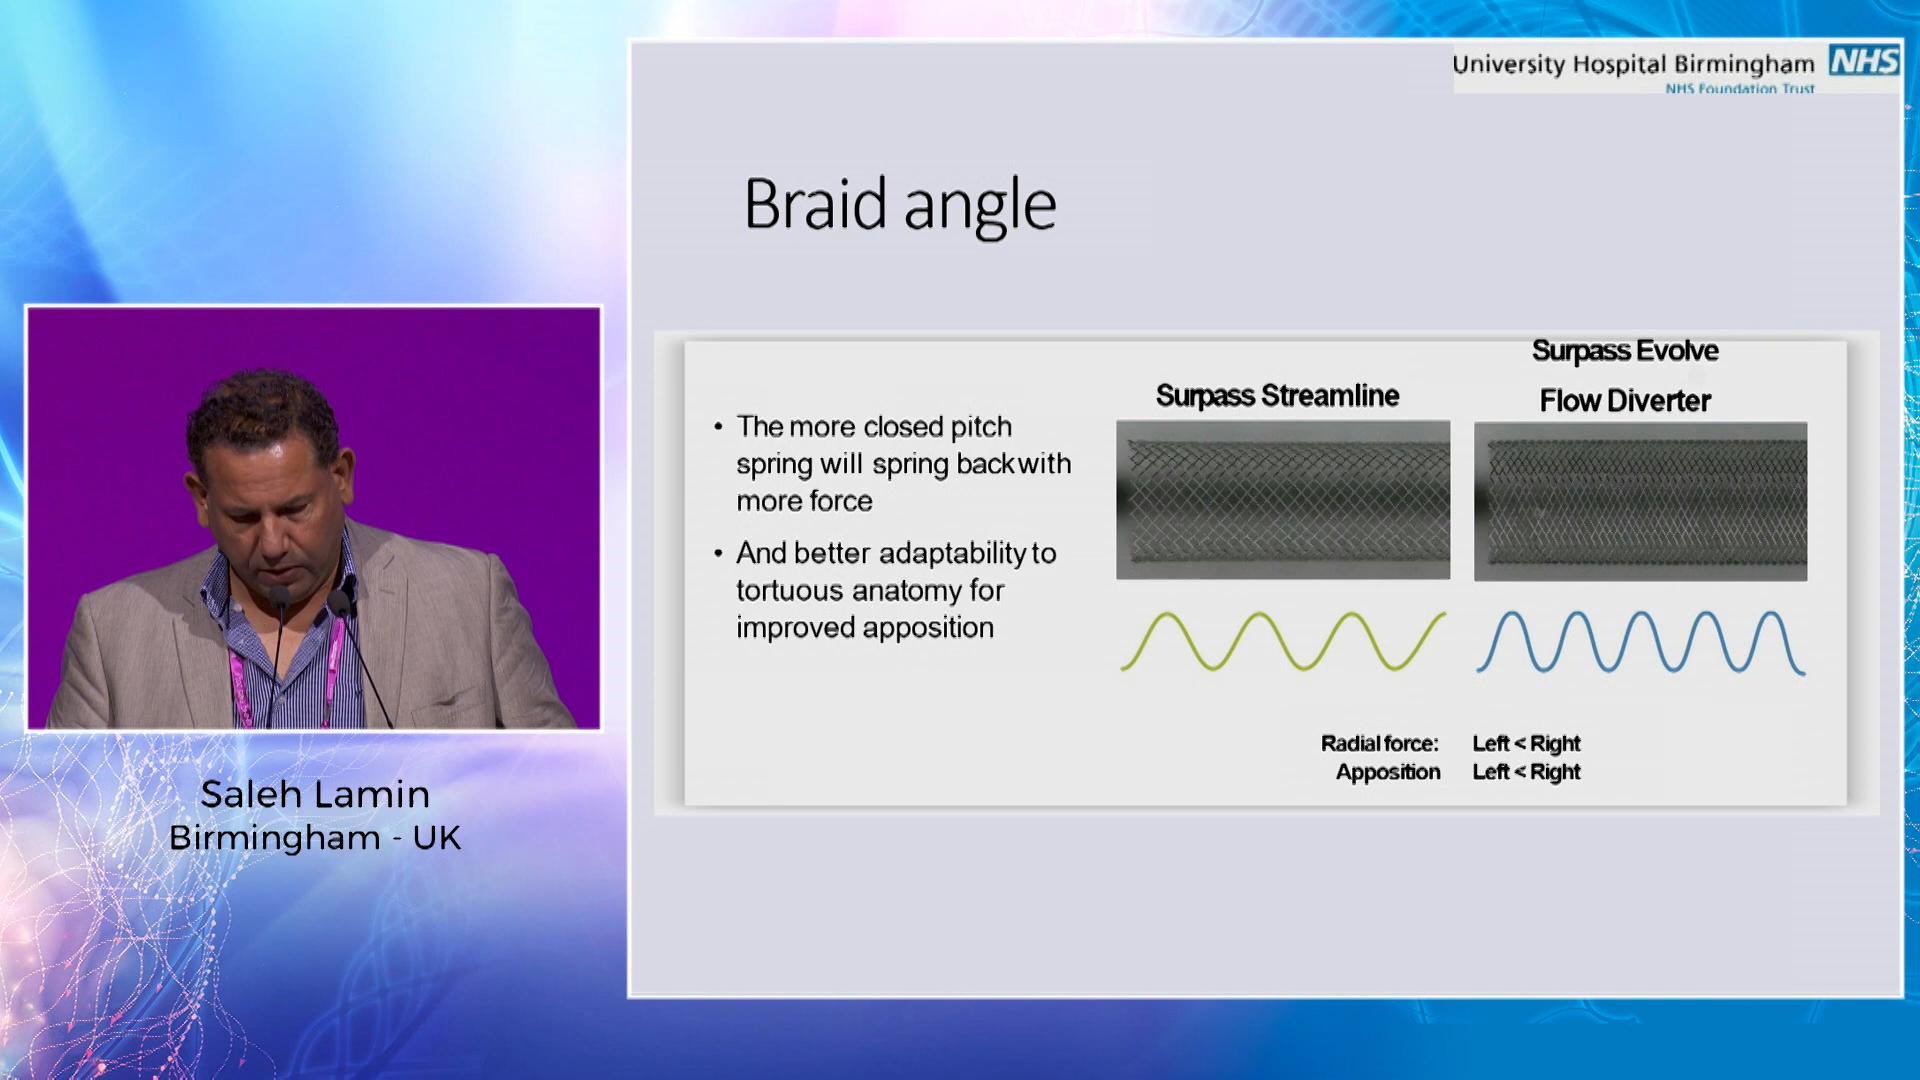 University Hospital Birmingham NHS
NHS Foundation Trust
Braid angle
• The more closed pitch
spring will spring back with
more force
• And better adaptability to
tortuous anatomy for
improved apposition
Surpass Streamline
Surpass Evolve
Flow Diverter
Radial force: Left < Right
Apposition Left < Right
Saleh Lamin
Birmingham - UK